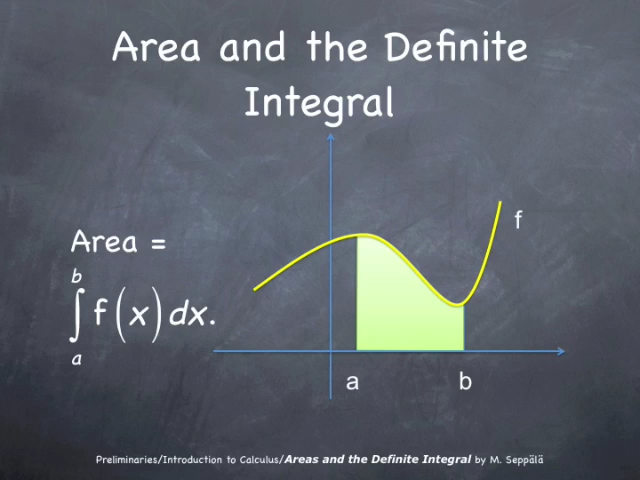 Area and the Definite
Integral
Area =
b
∫ f (x) dx.
a
f
a
b
Preliminaries/Introduction to Calculus/Areas and the Definite Integral by M. Seppälä